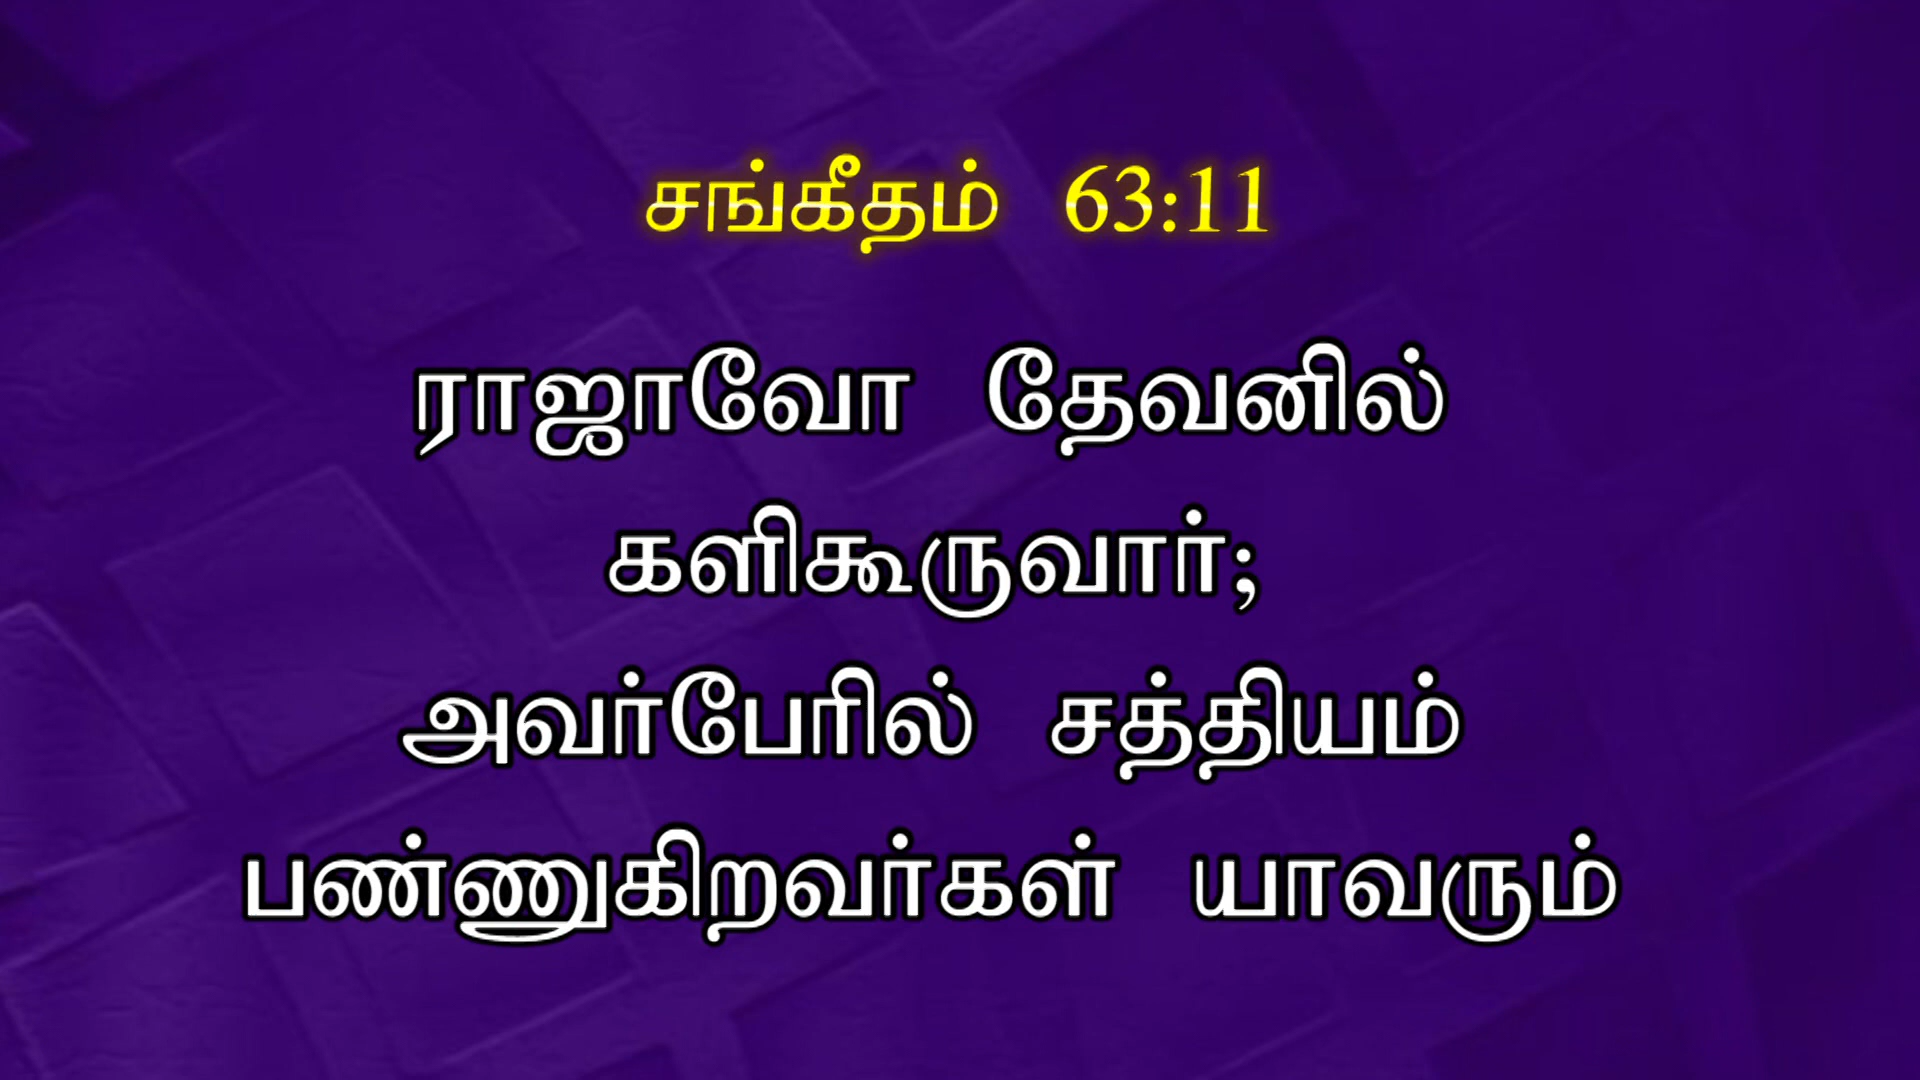 சங்கீதம் 63:11
ராஜாவோ தேவனில்
களிகூருவார்;
அவர்பேரில் சத்தியம்
பண்ணுகிறவர்கள் யாவரும்